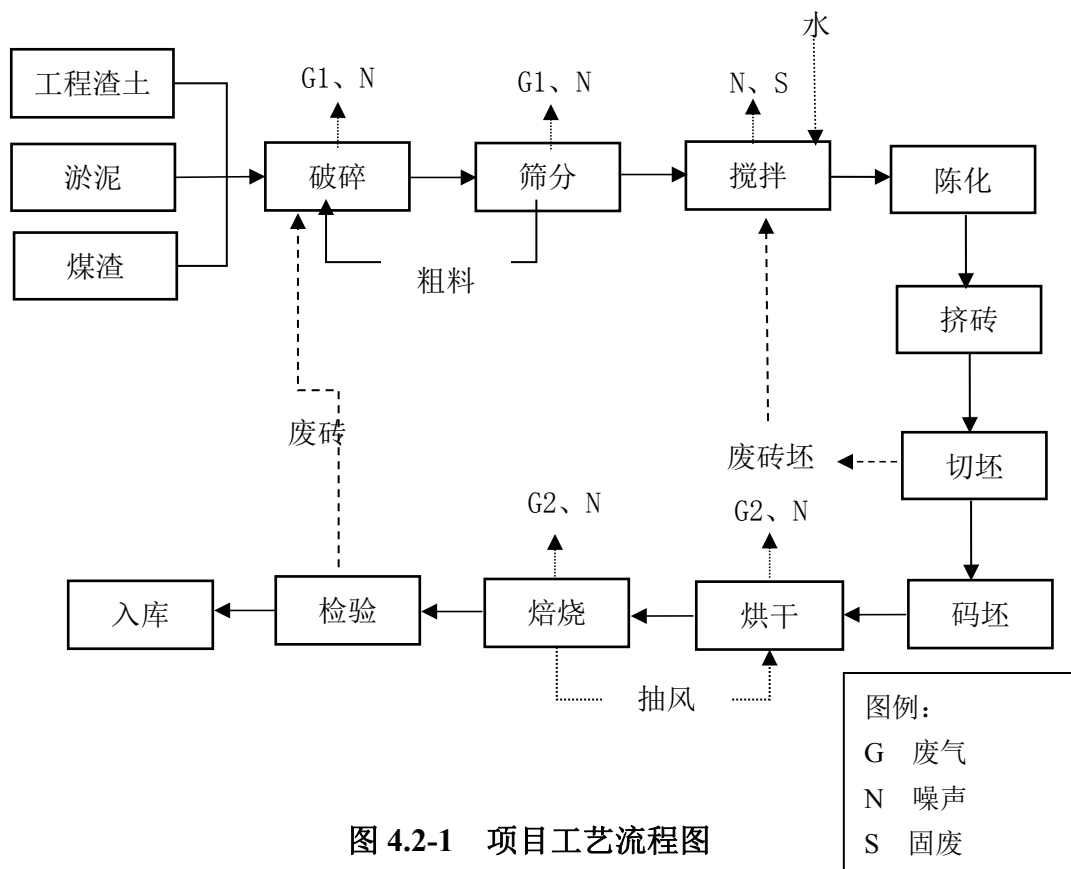 水
工程渣土
G1、N
G1、N
N、S
淤泥
破碎
筛分
搅拌
陈化
煤渣
粗料
挤砖
废砖
废砖坯
切坯
G2、N
G2、N
入库
检验
焙烧
烘干
码坯
抽风
图例：
G 废气
N 噪声
S 固废
图 4.2-1 项目工艺流程图